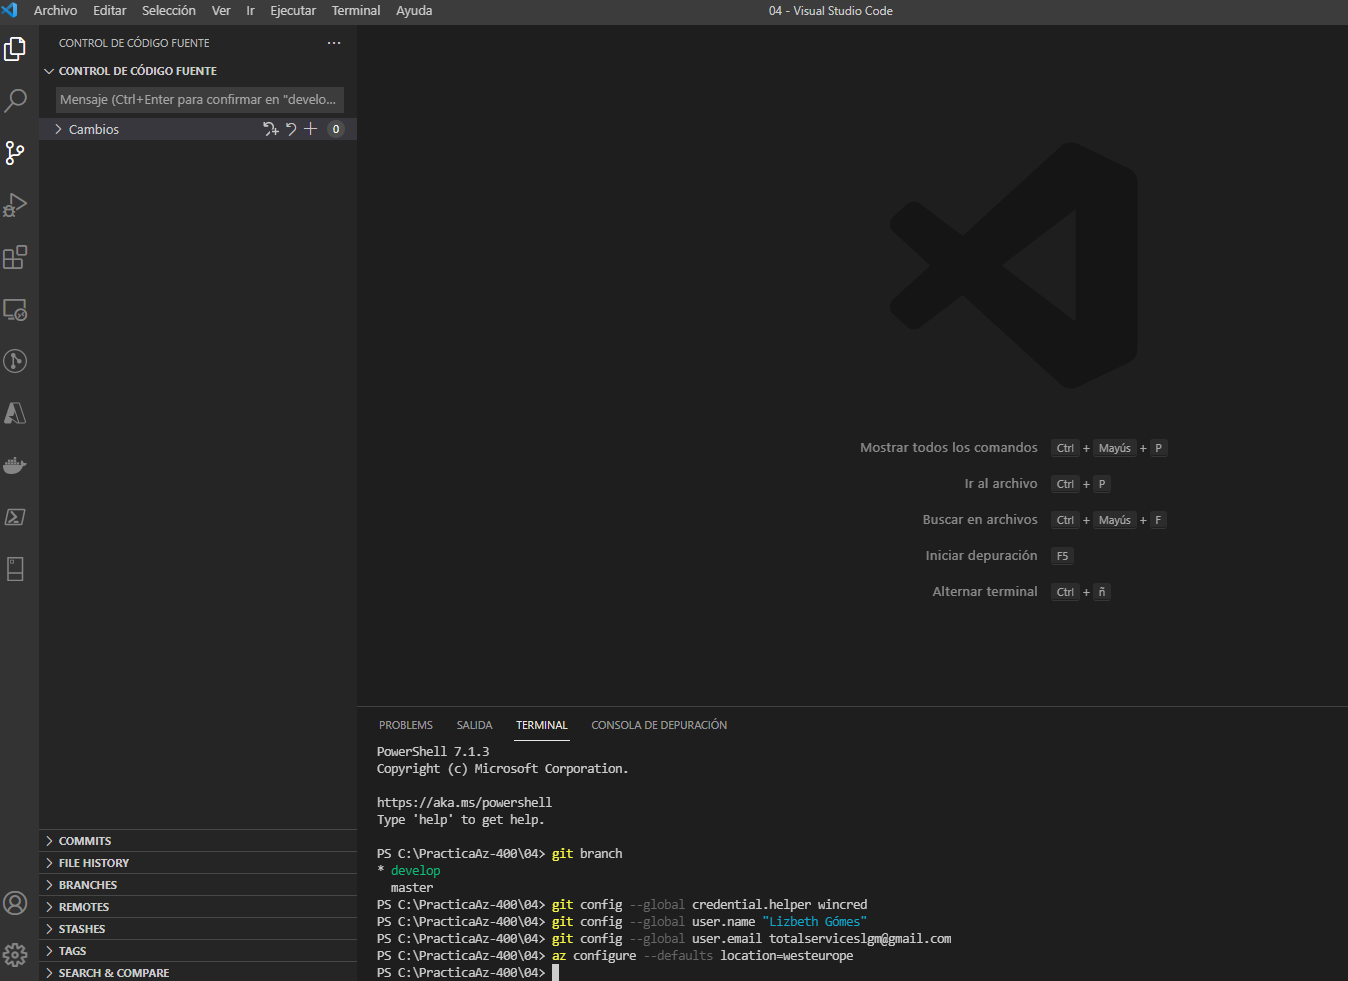 Archivo Editar Selección Ver Ir Ejecutar Terminal Ayuda
04 - Visual Studio Code
CONTROL DE CÓDIGO FUENTE ···
CONTROL DE CÓDIGO FUENTE
Mensaje (Ctrl+Enter para confirmar en "develo...
Cambios 0
Mostrar todos los comandos Ctrl + Mayús + P
Ir al archivo Ctrl + P
Buscar en archivos Ctrl + Mayús + F
Iniciar depuración F5
Alternar terminal Ctrl + ñ
COMMITS
FILE HISTORY
BRANCHES
REMOTES
STASHES
TAGS
SEARCH & COMPARE
PROBLEMS SALIDA TERMINAL CONSOLA DE DEPURACIÓN
PowerShell 7.1.3
Copyright (c) Microsoft Corporation.
https://aka.ms/powershell
Type 'help' to get help.
PS C:\PracticaAz-400\04> git branch
* develop
master
PS C:\PracticaAz-400\04> git config --global credential.helper wincred
PS C:\PracticaAz-400\04> git config --global user.name "Lizbeth Gómes"
PS C:\PracticaAz-400\04> git config --global user.email totalserviceslgm@gmail.com
PS C:\PracticaAz-400\04> az configure --defaults location=westeurope
PS C:\PracticaAz-400\04>